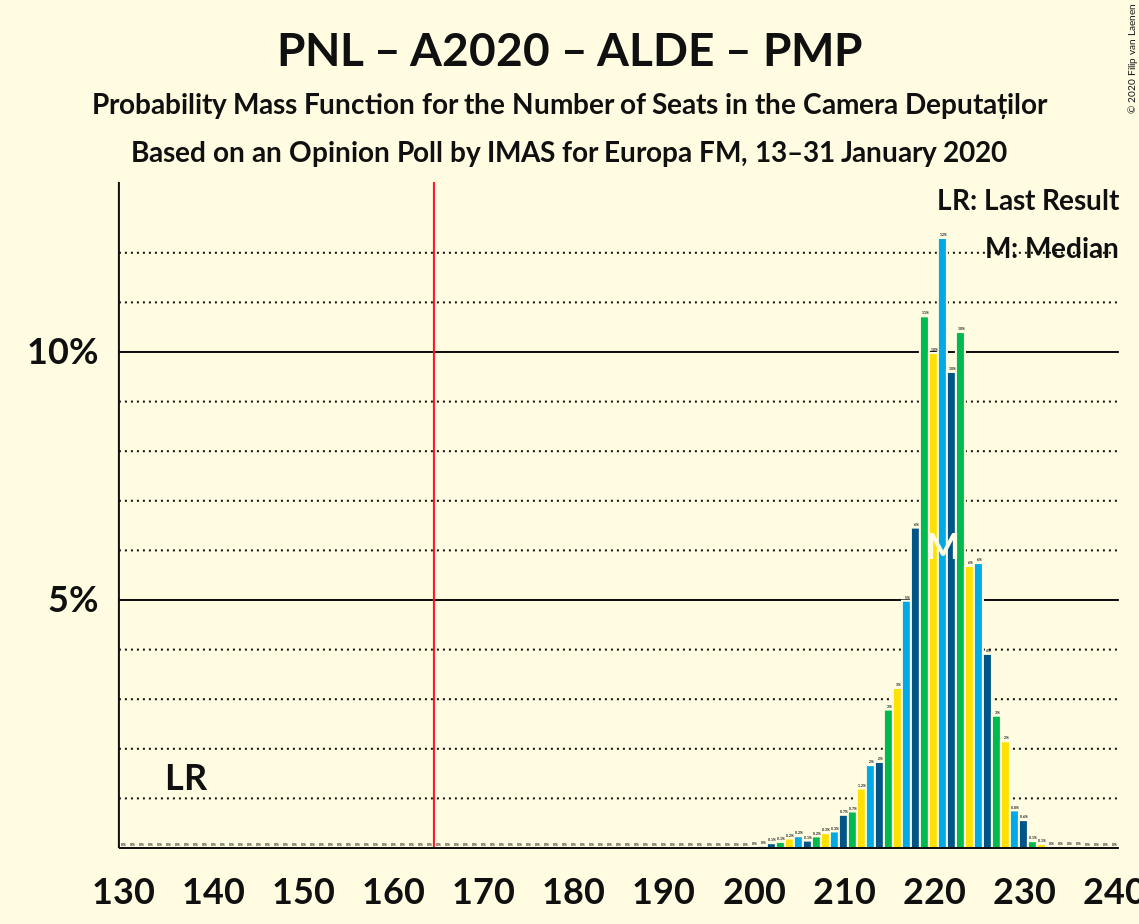 PNL – A2020 – ALDE – PMP
Probability Mass Function for the Number of Seats in the Camera Deputaților
Based on an Opinion Poll by IMAS for Europa FM, 13–31 January 2020
© 2020 Filip van Laenen
LR: Last Result
M: Median
10%
5%
LR
M
130 140 150 160 170 180 190 200 210 220 230 240